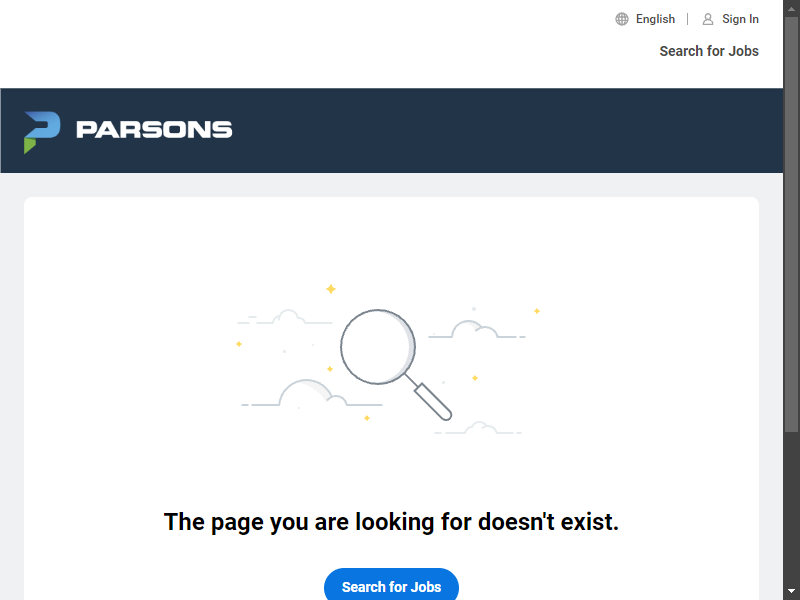 English | Sign In
Search for Jobs
PARSONS
The page you are looking for doesn't exist.
Search for Jobs